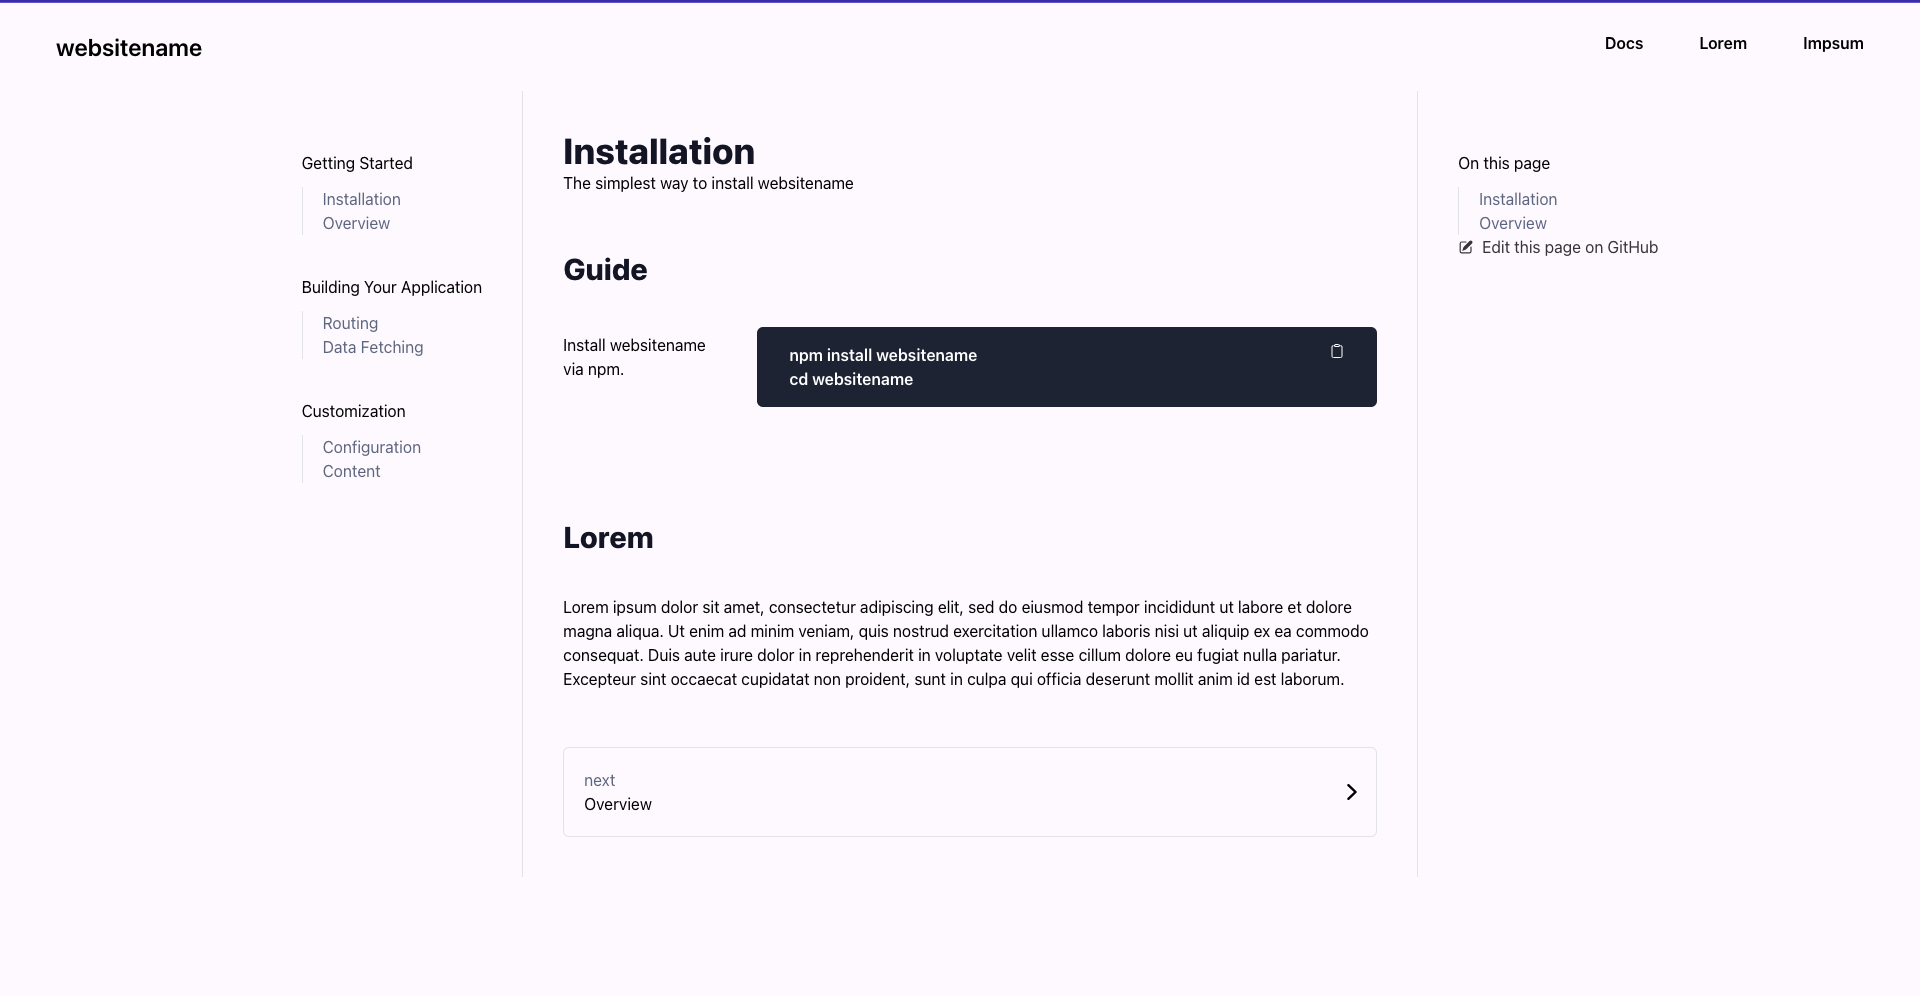 websitename
Docs
Lorem
Impsum
Getting Started
Installation
Overview
Building Your Application
Routing
Data Fetching
Customization
Configuration
Content
Installation
The simplest way to install websitename
Guide
Install websitename
via npm.
npm install websitename
cd websitename
Lorem
Lorem ipsum dolor sit amet, consectetur adipiscing elit, sed do eiusmod tempor incididunt ut labore et dolore
magna aliqua. Ut enim ad minim veniam, quis nostrud exercitation ullamco laboris nisi ut aliquip ex ea commodo
consequat. Duis aute irure dolor in reprehenderit in voluptate velit esse cillum dolore eu fugiat nulla pariatur.
Excepteur sint occaecat cupidatat non proident, sunt in culpa qui officia deserunt mollit anim id est laborum.
next
Overview
On this page
Installation
Overview
Edit this page on GitHub